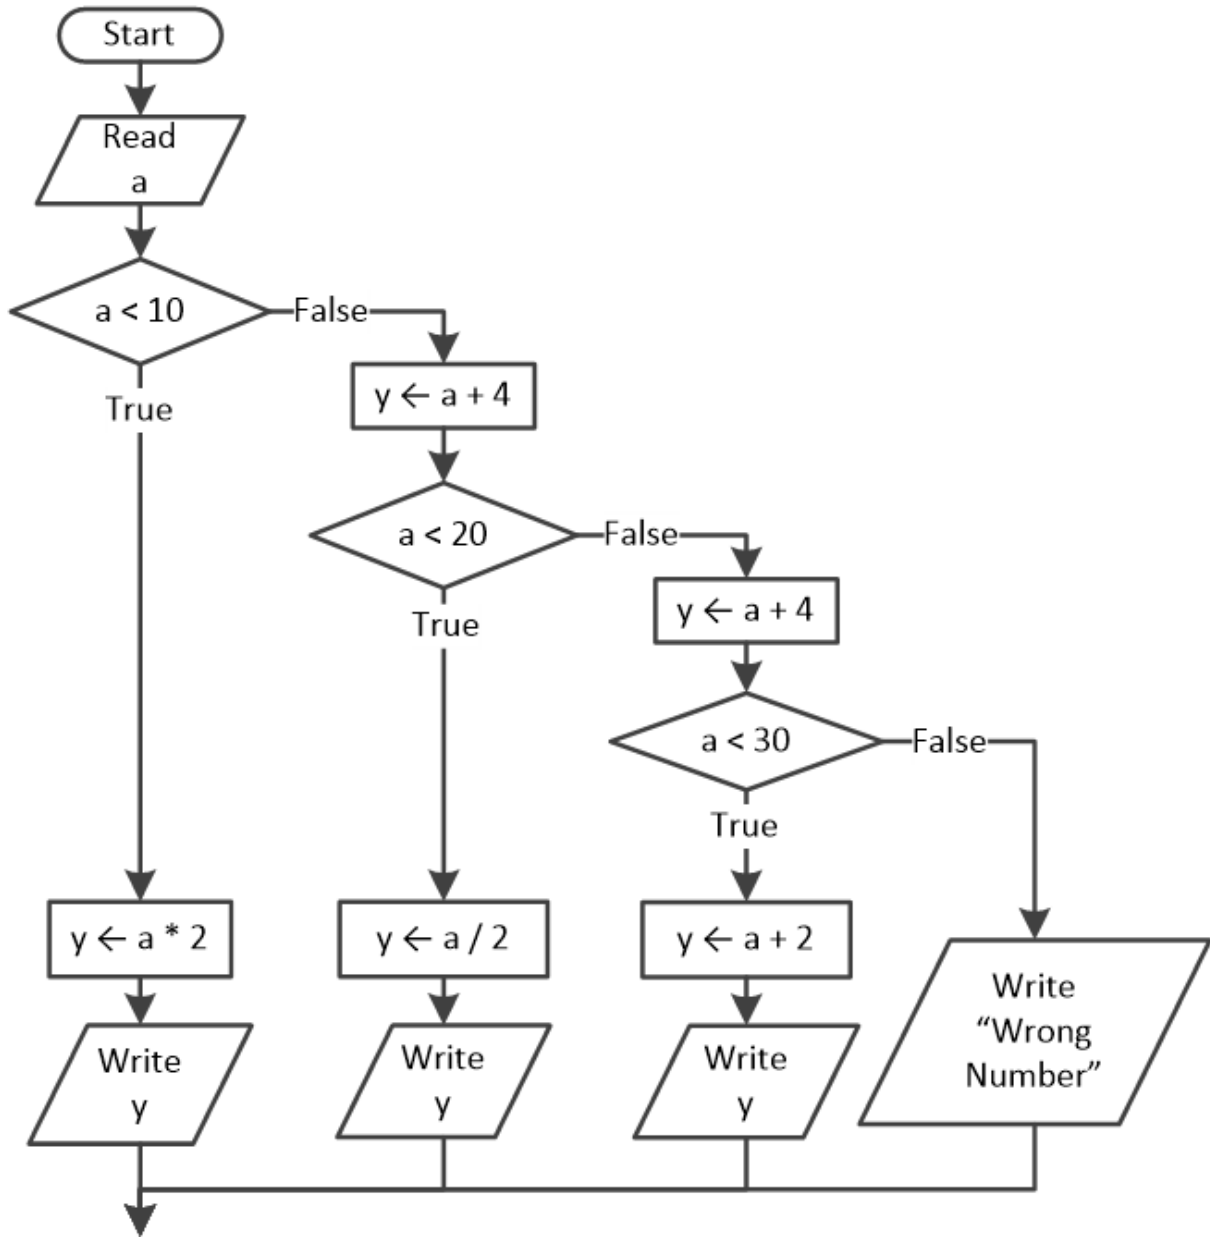 Start
Read
a
a < 10
False
True
y ← a + 4
a < 20
False
True
y ← a + 4
a < 30
False
True
y ← a * 2
y ← a / 2
y ← a + 2
Write
y
Write
y
Write
y
Write
“Wrong
Number”